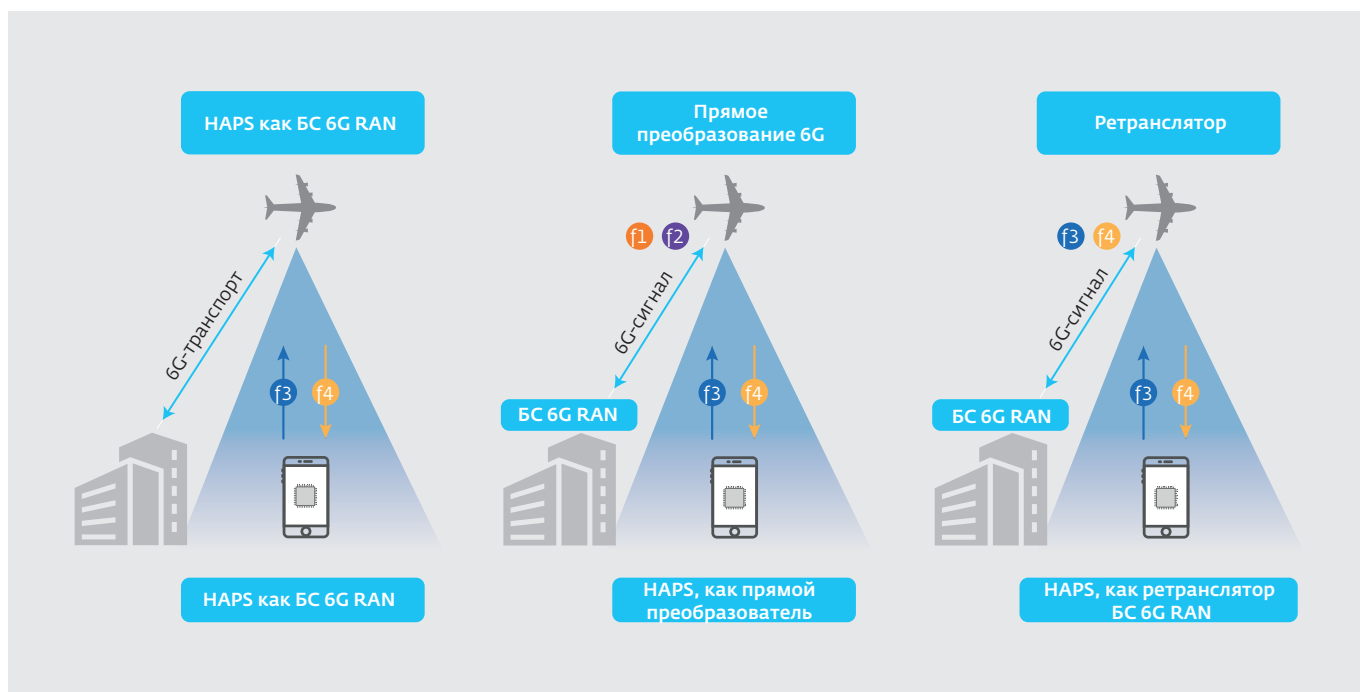 HAPS как БС 6G RAN
Прямое
преобразование 6G
Ретранслятор
6G-транспорт
f3
f4
f1
f2
6G-сигнал
БС 6G RAN
f3
f4
f3
f4
6G-сигнал
БС 6G RAN
f3
f4
HAPS как БС 6G RAN
HAPS, как прямой
преобразователь
HAPS, как ретранслятор
БС 6G RAN